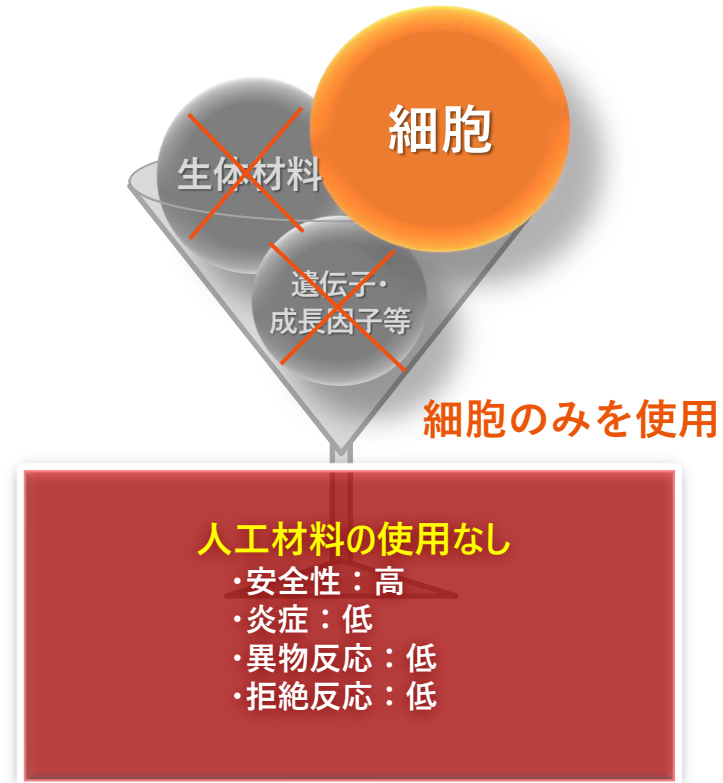 細胞
生体材料
遺伝子・
成長因子等
細胞のみを使用
人工材料の使用なし
・安全性：高
・炎症：低
・異物反応：低
・拒絶反応：低